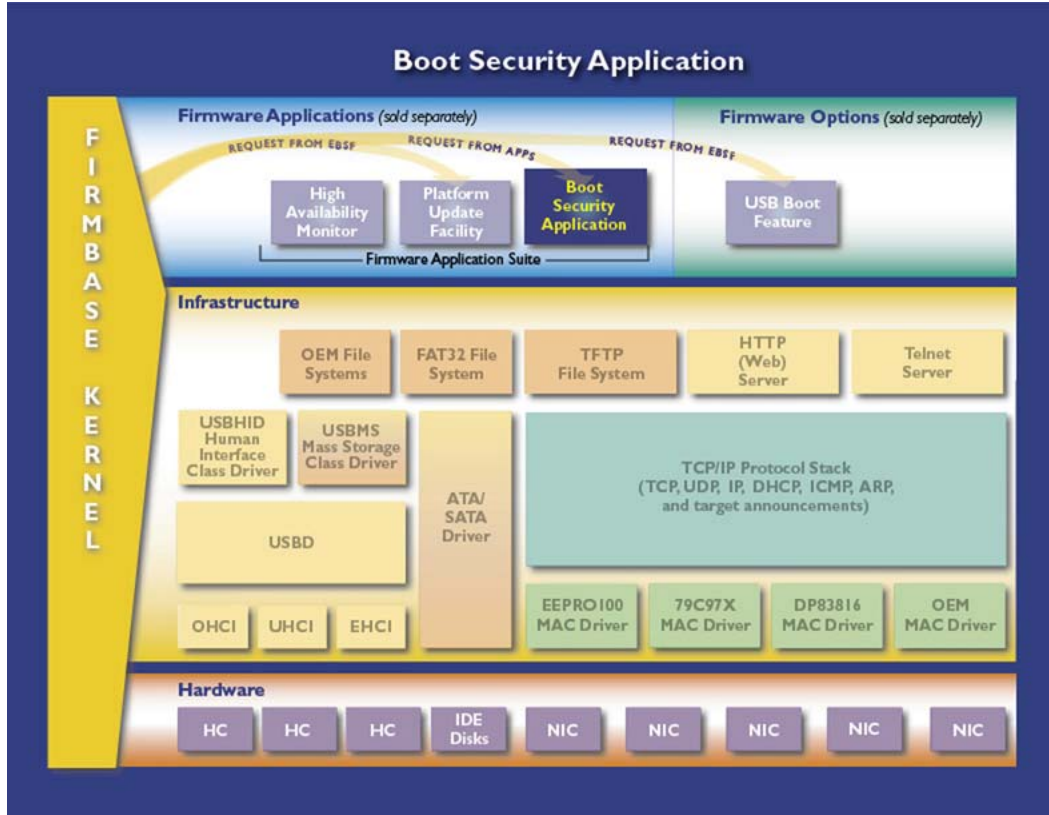 Boot Security Application
FIRMBASE KERNEL
Firmware Applications (sold separately)
Firmware Options (sold separately)
REQUEST FROM EBSF
REQUEST FROM APPS
REQUEST FROM EBSF
High
Availability
Monitor
Platform
Update
Facility
Boot
Security
Application
USB Boot
Feature
Firmware Application Suite
Infrastructure
OEM File
Systems
FAT32 File
System
TFTP
File System
HTTP
(Web)
Server
Telnet
Server
USBHID
Human
Interface
Class Driver
USBMS
Mass Storage
Class Driver
ATA/
SATA
Driver
TCP/IP Protocol Stack
(TCP, UDP, IP, DHCP, ICMP, ARP,
and target announcements)
USBD
OHCI
UHCI
EHCI
EEPRO100
MAC Driver
79C97X
MAC Driver
DP83816
MAC Driver
OEM
MAC Driver
Hardware
HC
HC
HC
IDE
Disks
NIC
NIC
NIC
NIC
NIC